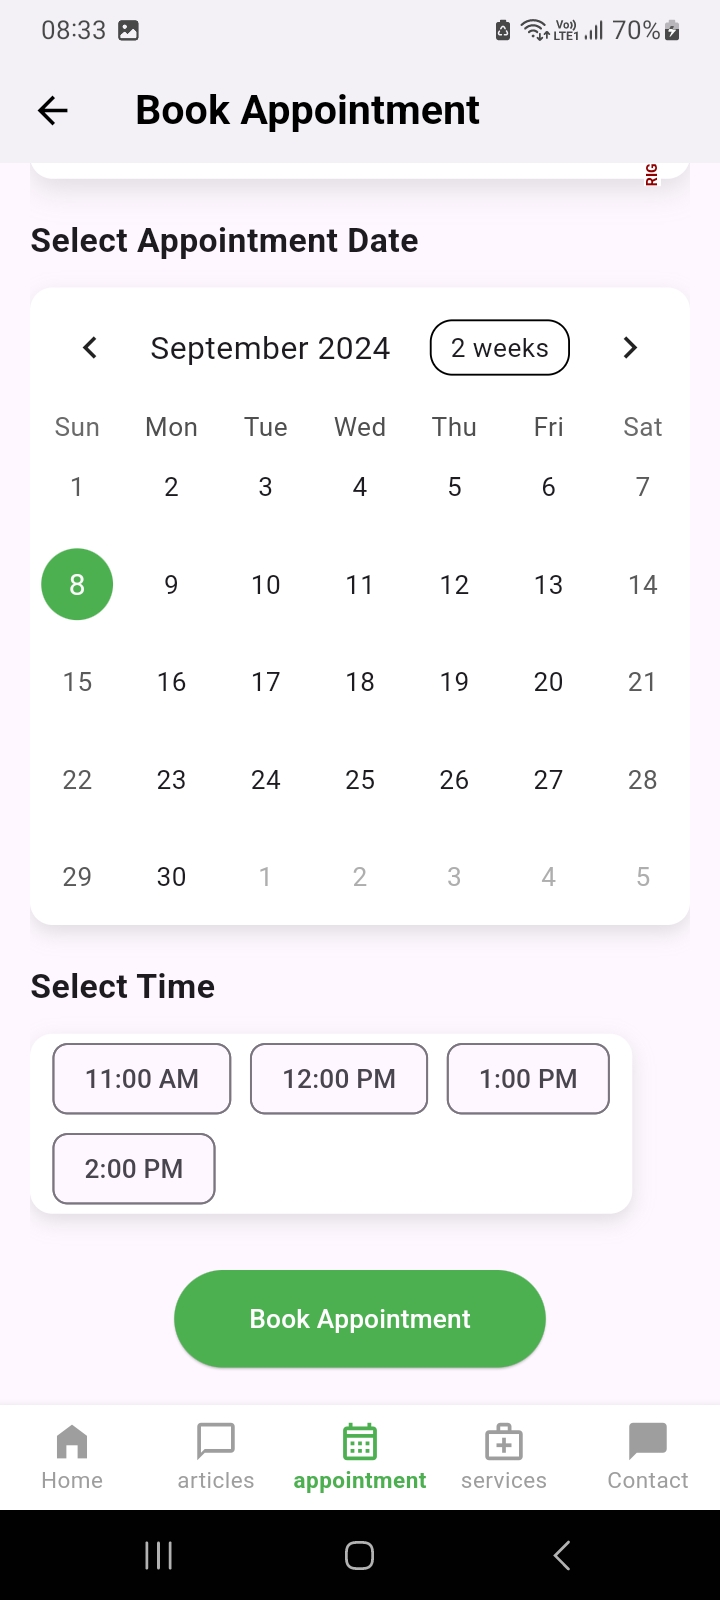 08:33 Vo)) LTE1 70%
Book Appointment
RIG
Select Appointment Date
September 2024 2 weeks
Sun Mon Tue Wed Thu Fri Sat
1 2 3 4 5 6 7
8 9 10 11 12 13 14
15 16 17 18 19 20 21
22 23 24 25 26 27 28
29 30 1 2 3 4 5
Select Time
11:00 AM 12:00 PM 1:00 PM
2:00 PM
Book Appointment
Home articles appointment services Contact